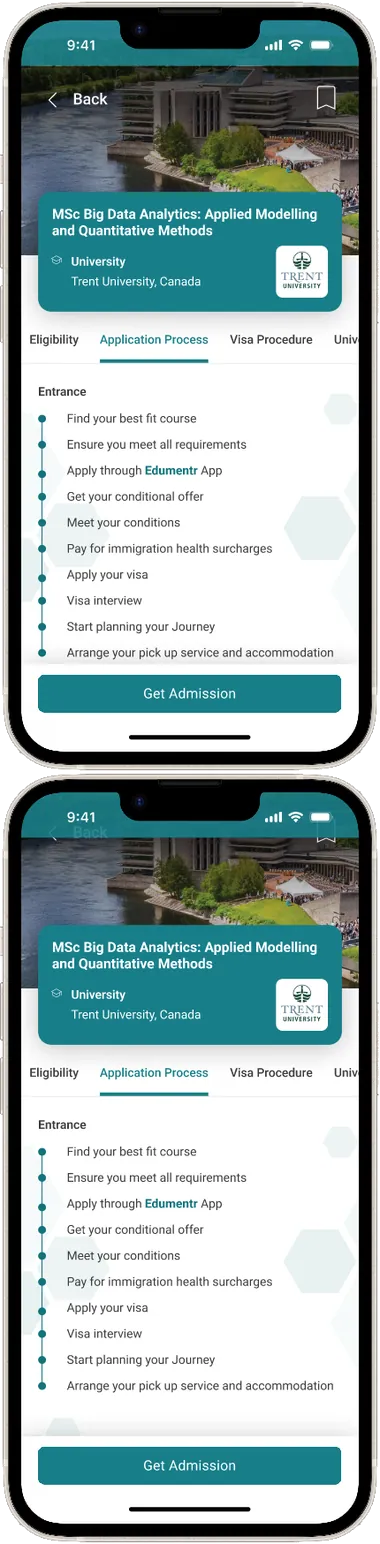 9:41
Back
MSc Big Data Analytics: Applied Modelling
and Quantitative Methods
University
Trent University, Canada
TRENT
UNIVERSITY
Eligibility Application Process Visa Procedure Unive
Entrance
Find your best fit course
Ensure you meet all requirements
Apply through Edumentr App
Get your conditional offer
Meet your conditions
Pay for immigration health surcharges
Apply your visa
Visa interview
Start planning your Journey
Arrange your pick up service and accommodation
Get Admission
9:41
Back
MSc Big Data Analytics: Applied Modelling
and Quantitative Methods
University
Trent University, Canada
TRENT
UNIVERSITY
Eligibility Application Process Visa Procedure Unive
Entrance
Find your best fit course
Ensure you meet all requirements
Apply through Edumentr App
Get your conditional offer
Meet your conditions
Pay for immigration health surcharges
Apply your visa
Visa interview
Start planning your Journey
Arrange your pick up service and accommodation
Get Admission